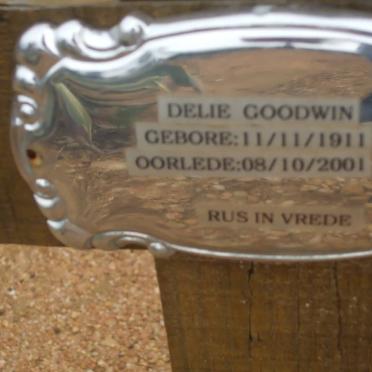 DELIE GOODWIN
GEBORE:11/11/1911
OORLEDE:08/10/2001
RUS IN VREDE